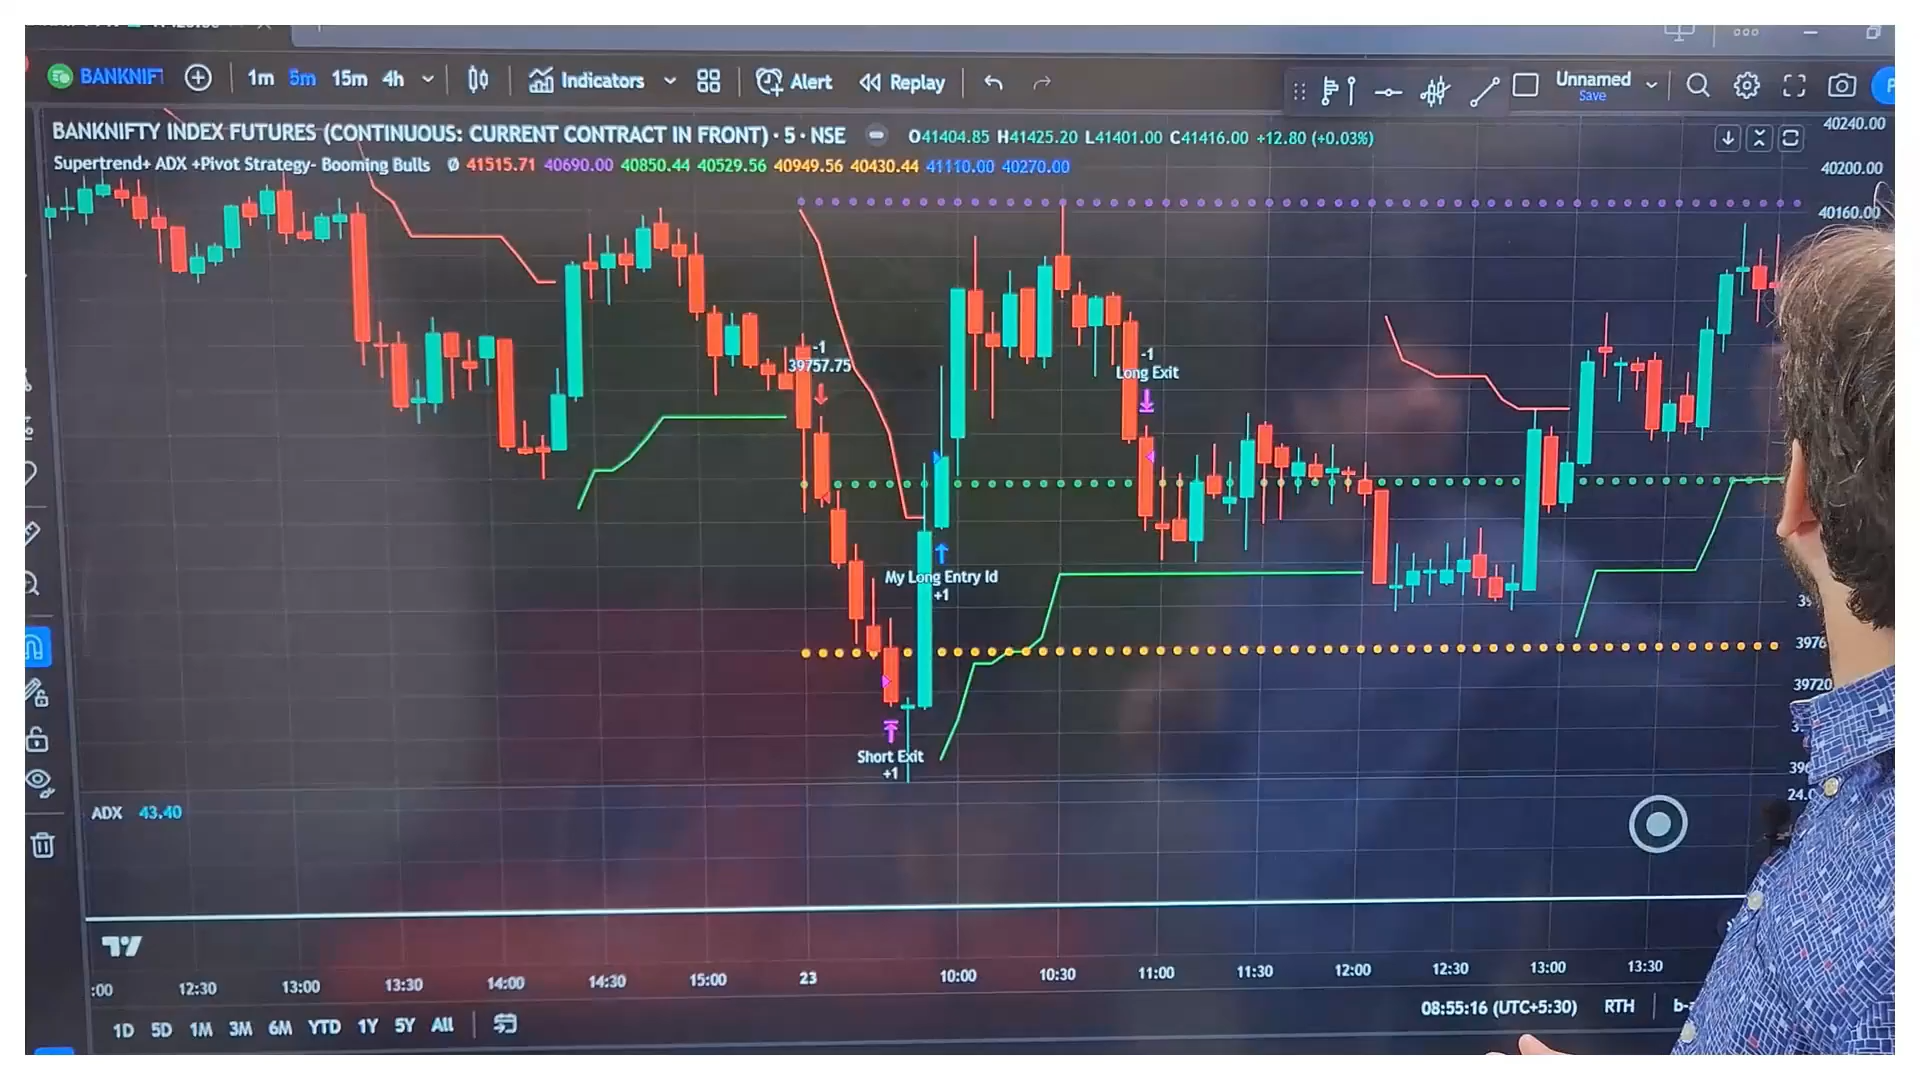 BANKNIF
1m 5m 15m 4h Indicators Alert Replay Unnamed
Save
BANKNIFTY INDEX FUTURES (CONTINUOUS: CURRENT CONTRACT IN FRONT) · 5 · NSE O41404.85 H41425.20 L41401.00 C41416.00 +12.80 (+0.03%)
Supertrend+ ADX +Pivot Strategy- Booming Bulls Ø 41515.71 40690.00 40850.44 40529.56 40949.56 40430.44 41110.00 40270.00
40240.00
40200.00
40160.00
-1
39757.75
-1
Long Exit
My Long Entry Id
+1
39720
Short Exit
+1
24.0
ADX 43.40
:00 12:30 13:00 13:30 14:00 14:30 15:00 23 10:00 10:30 11:00 11:30 12:00 12:30 13:00 13:30
1D 5D 1M 3M 6M YTD 1Y 5Y All 08:55:16 (UTC+5:30) RTH